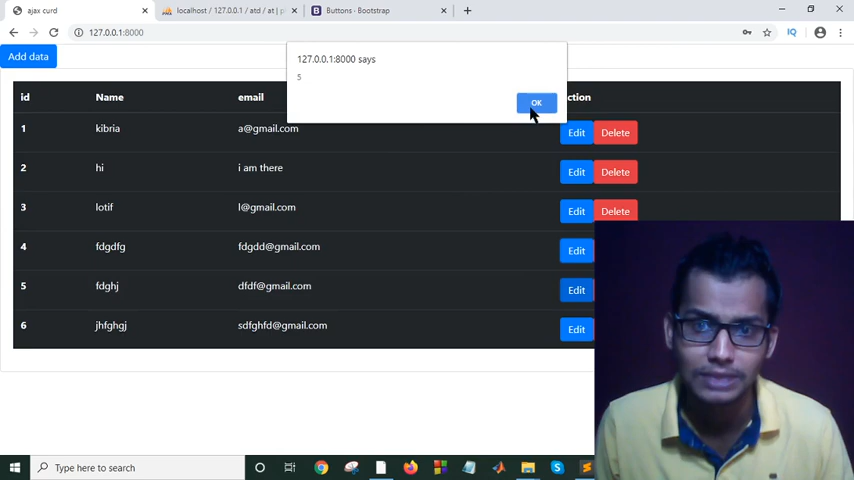 ajax curd
localhost / 127.0.0.1 / atd / at | pl
B Buttons · Bootstrap
127.0.0.1:8000
IQ
Add data
127.0.0.1:8000 says
5
OK
id Name email ction
1 kibria a@gmail.com Edit Delete
2 hi i am there Edit Delete
3 lotif l@gmail.com Edit Delete
4 fdgdfg fdgdd@gmail.com Edit
5 fdghj dfdf@gmail.com Edit
6 jhfghgj sdfghfd@gmail.com Edit
Type here to search